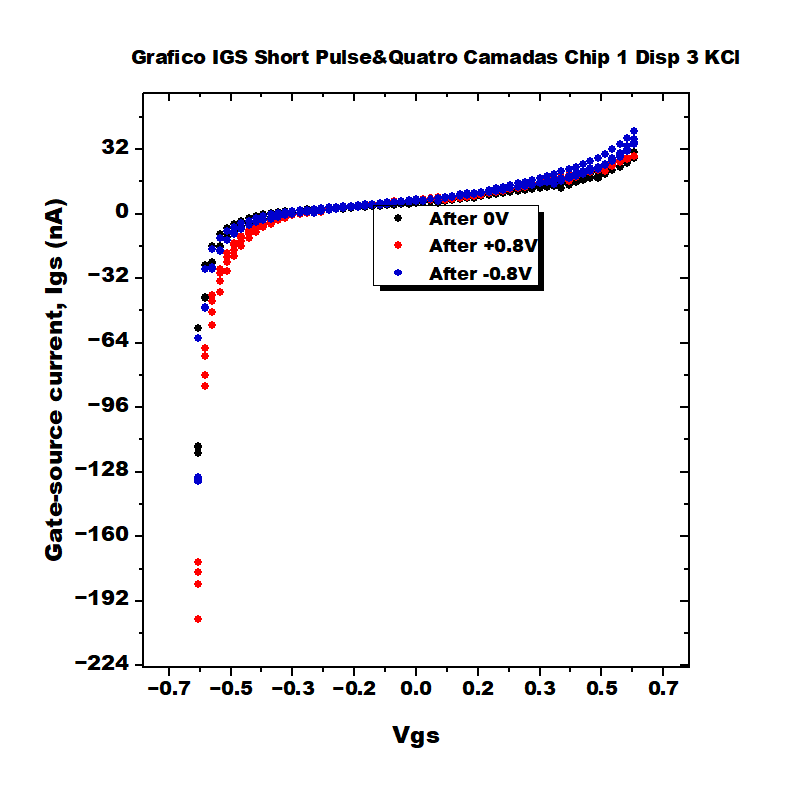 Grafico IGS Short Pulse&Quatro Camadas Chip 1 Disp 3 KCl
Gate-source current, Igs (nA)
32
0
−32
−64
−96
−128
−160
−192
−224
After 0V
After +0.8V
After -0.8V
−0.7 −0.5 −0.3 −0.2 0.0 0.2 0.3 0.5 0.7
Vgs